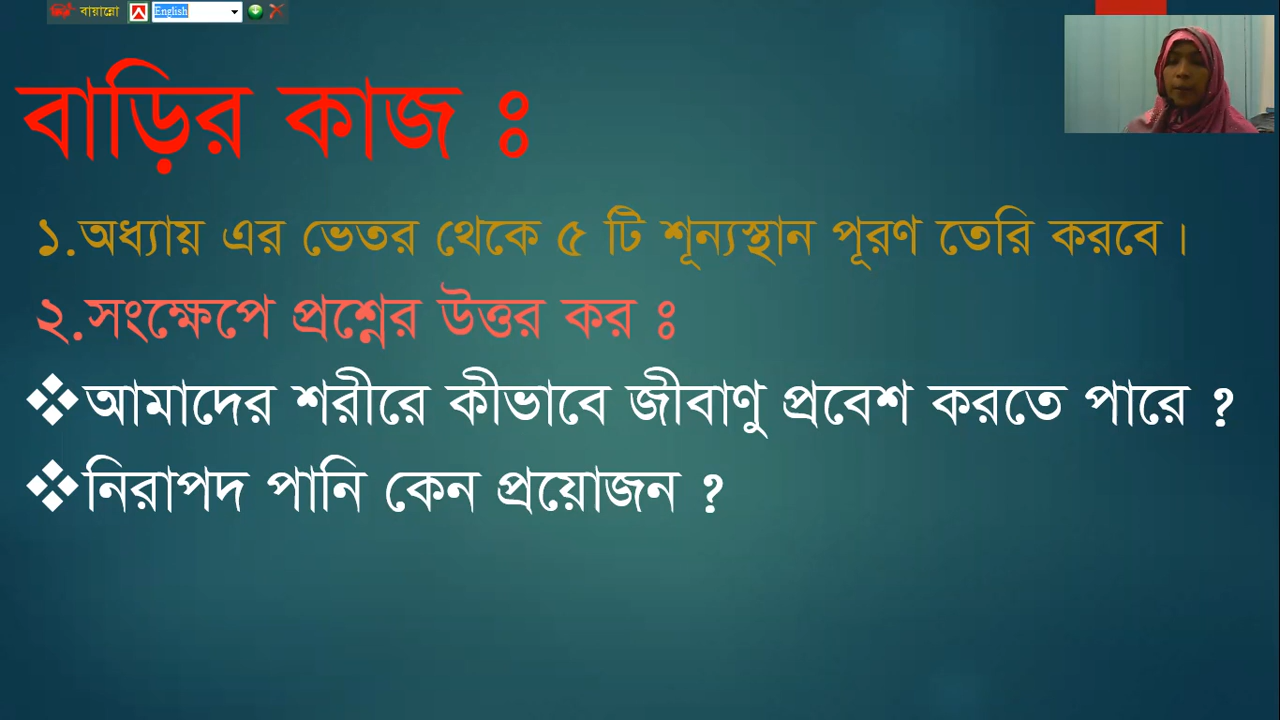 বায়ান্নো English
বাড়ির কাজ ঃ
১.অধ্যায় এর ভেতর থেকে ৫ টি শূন্যস্থান পূরণ তেরি করবে।
২.সংক্ষেপে প্রশ্নের উত্তর কর ঃ
❖আমাদের শরীরে কীভাবে জীবাণু প্রবেশ করতে পারে ?
❖নিরাপদ পানি কেন প্রয়োজন ?